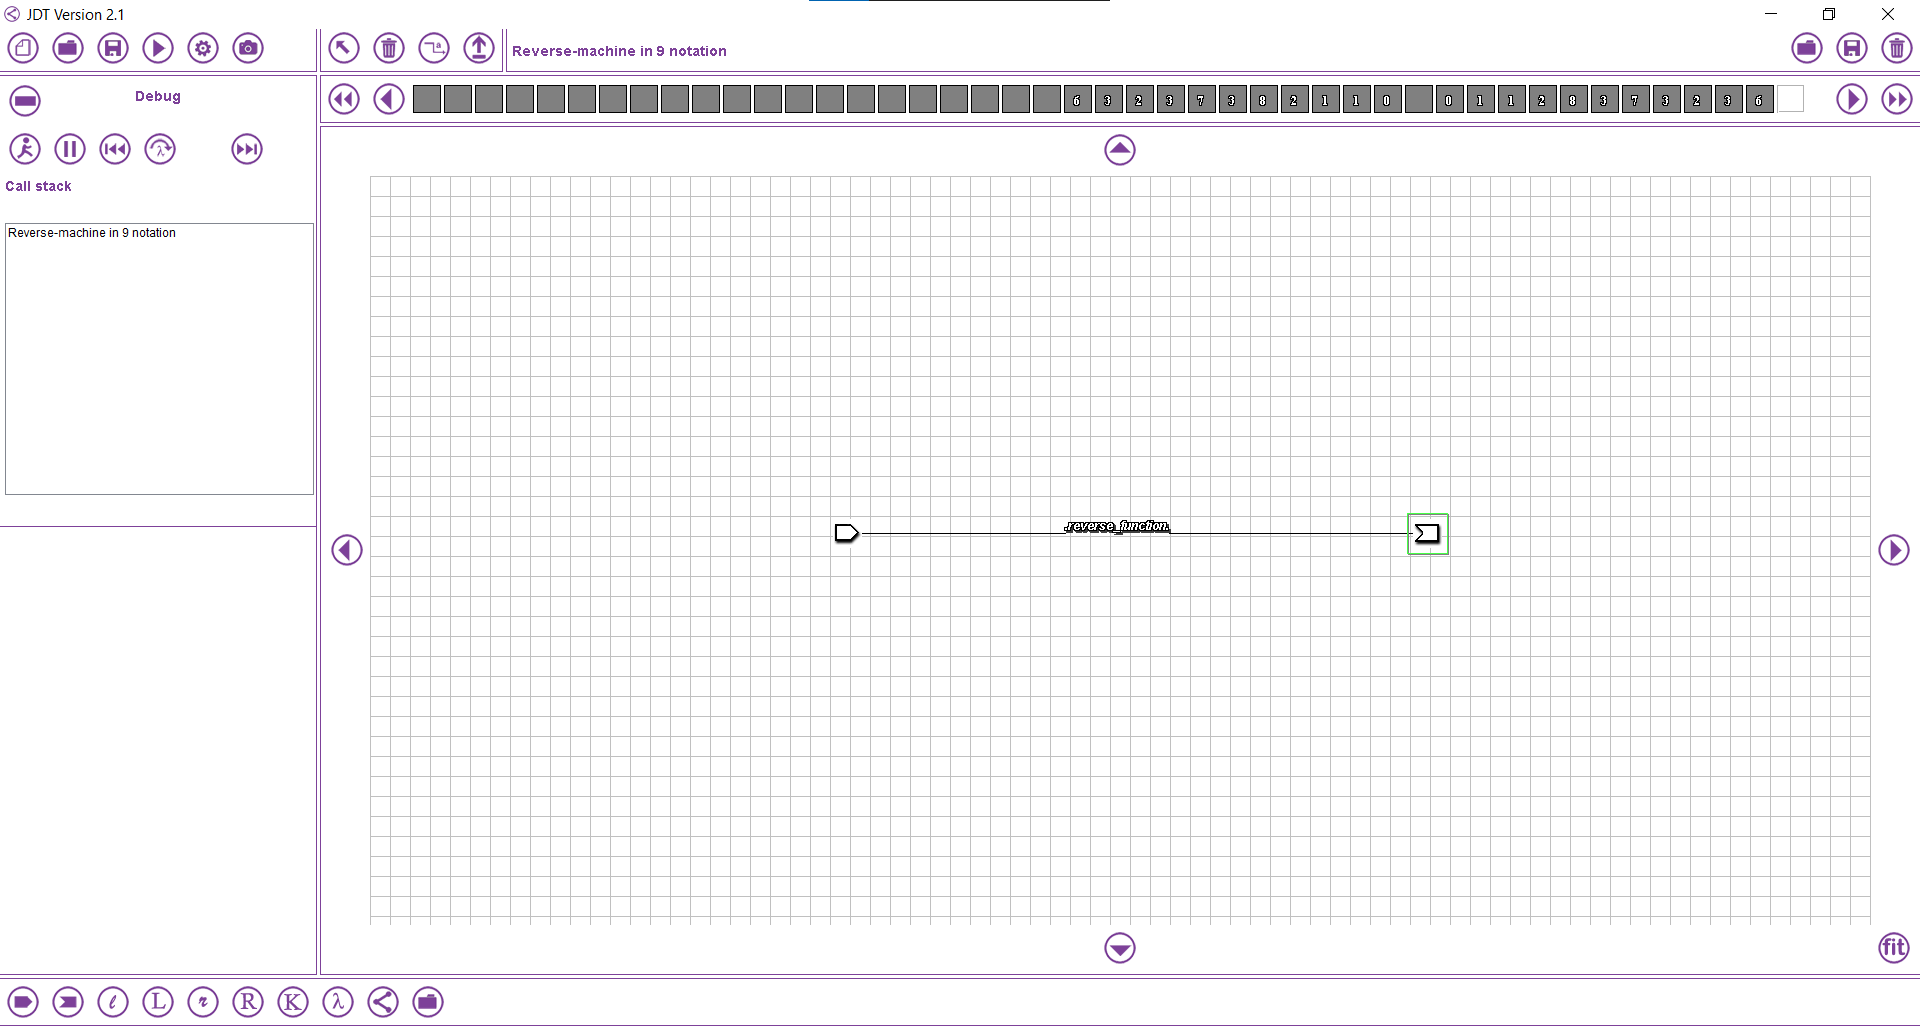 JDT Version 2.1
Reverse-machine in 9 notation
Debug
6 3 2 3 7 3 8 2 1 1 0 0 1 1 2 8 3 7 3 2 3 6
Call stack
Reverse-machine in 9 notation
.reverse_function.
fit
l L r R K λ